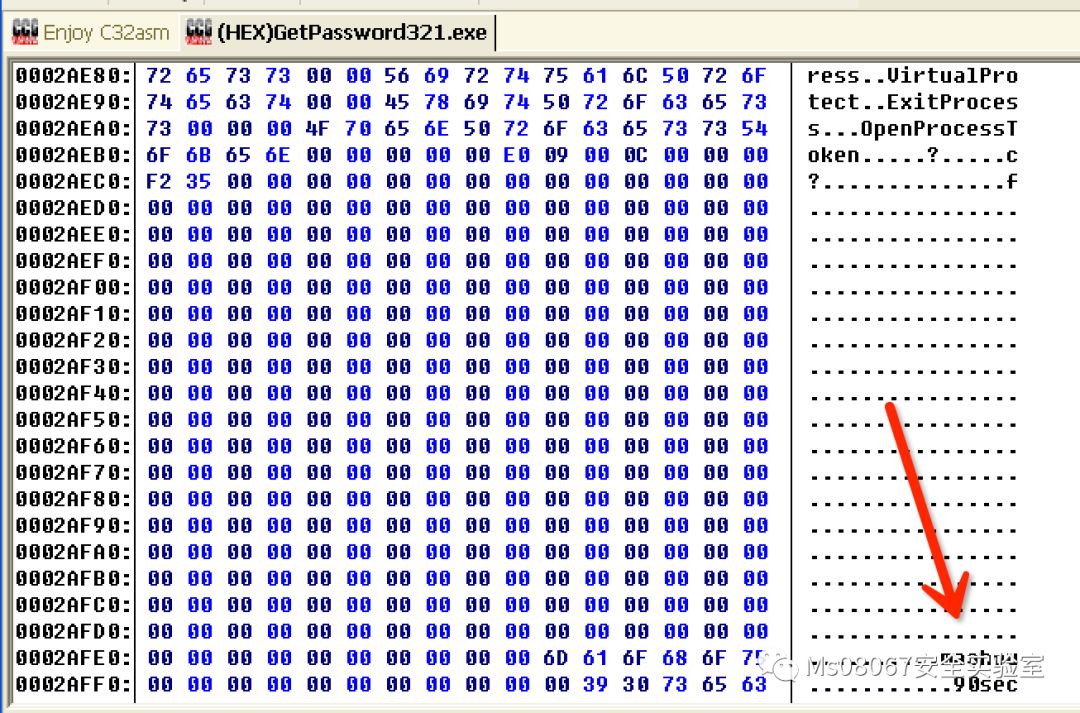 Enjoy C32asm (HEX)GetPassword321.exe
0002AE80: 72 65 73 73 00 00 56 69 72 74 75 61 6C 50 72 6F ress..VirtualPro
0002AE90: 74 65 63 74 00 00 45 78 69 74 50 72 6F 63 65 73 tect..ExitProces
0002AEA0: 73 00 00 00 4F 70 65 6E 50 72 6F 63 65 73 73 54 s...OpenProcessT
0002AEB0: 6F 6B 65 6E 00 00 00 00 00 E0 09 00 0C 00 00 00 oken.....?.....c
0002AEC0: F2 35 00 00 00 00 00 00 00 00 00 00 00 00 00 00 ?..............f
0002AED0: 00 00 00 00 00 00 00 00 00 00 00 00 00 00 00 00 ................
0002AEE0: 00 00 00 00 00 00 00 00 00 00 00 00 00 00 00 00 ................
0002AEF0: 00 00 00 00 00 00 00 00 00 00 00 00 00 00 00 00 ................
0002AF00: 00 00 00 00 00 00 00 00 00 00 00 00 00 00 00 00 ................
0002AF10: 00 00 00 00 00 00 00 00 00 00 00 00 00 00 00 00 ................
0002AF20: 00 00 00 00 00 00 00 00 00 00 00 00 00 00 00 00 ................
0002AF30: 00 00 00 00 00 00 00 00 00 00 00 00 00 00 00 00 ................
0002AF40: 00 00 00 00 00 00 00 00 00 00 00 00 00 00 00 00 ................
0002AF50: 00 00 00 00 00 00 00 00 00 00 00 00 00 00 00 00 ................
0002AF60: 00 00 00 00 00 00 00 00 00 00 00 00 00 00 00 00 ................
0002AF70: 00 00 00 00 00 00 00 00 00 00 00 00 00 00 00 00 ................
0002AF80: 00 00 00 00 00 00 00 00 00 00 00 00 00 00 00 00 ................
0002AF90: 00 00 00 00 00 00 00 00 00 00 00 00 00 00 00 00 ................
0002AFA0: 00 00 00 00 00 00 00 00 00 00 00 00 00 00 00 00 ................
0002AFB0: 00 00 00 00 00 00 00 00 00 00 00 00 00 00 00 00 ................
0002AFC0: 00 00 00 00 00 00 00 00 00 00 00 00 00 00 00 00 ................
0002AFD0: 00 00 00 00 00 00 00 00 00 00 00 00 00 00 00 00 ................
0002AFE0: 00 00 00 00 00 00 00 00 00 00 6D 61 6F 68 6F 75 ..........maohou
Ms08067安全实验室
0002AFF0: 00 00 00 00 00 00 00 00 00 00 00 39 30 73 65 63 ...........90sec